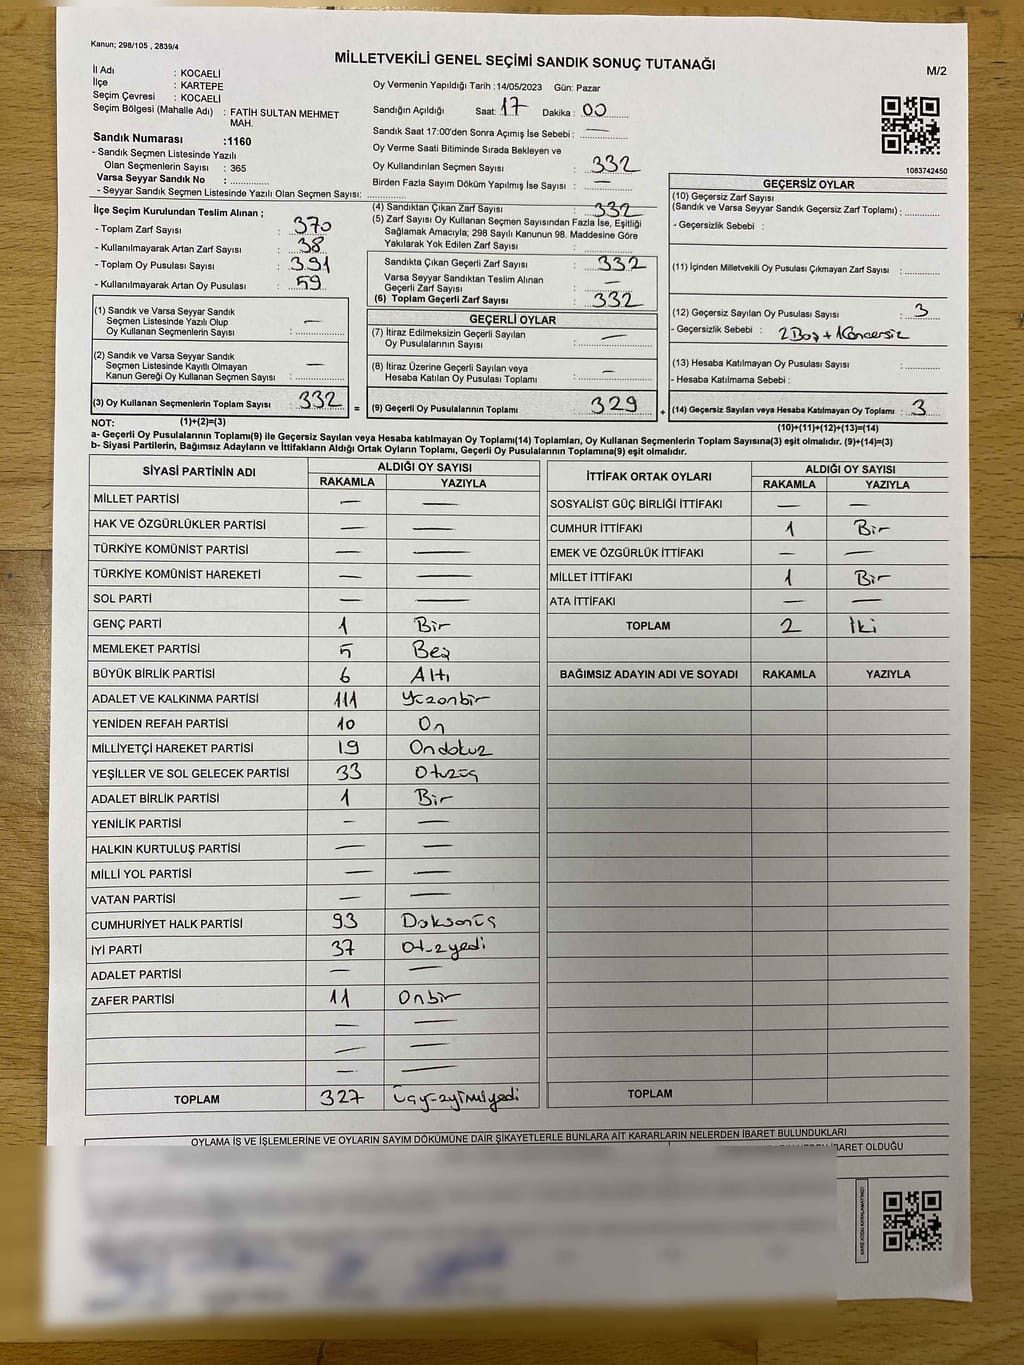 Kanun; 298/105 , 2839/4
MİLLETVEKİLİ GENEL SEÇİMİ SANDIK SONUÇ TUTANAĞI
M/2
İl Adı : KOCAELİ
İlçe : KARTEPE
Seçim Çevresi : KOCAELİ
Seçim Bölgesi (Mahalle Adı) : FATİH SULTAN MEHMET
MAH.
Sandık Numarası :1160
- Sandık Seçmen Listesinde Yazılı
Olan Seçmenlerin Sayısı : 365
Varsa Seyyar Sandık No :
- Seyyar Sandık Seçmen Listesinde Yazılı Olan Seçmen Sayısı:
Oy Vermenin Yapıldığı Tarih :14/05/2023 Gün: Pazar
Sandığın Açıldığı Saat: 17 Dakika : 00
Sandık Saat 17:00'den Sonra Açımış İse Sebebi : —
Oy Verme Saati Bitiminde Sırada Bekleyen ve
Oy Kullandırılan Seçmen Sayısı : 332
Birden Fazla Sayım Döküm Yapılmış İse Sayısı : —
1083742450
İlçe Seçim Kurulundan Teslim Alınan ;
- Toplam Zarf Sayısı : 370
- Kullanılmayarak Artan Zarf Sayısı : 38
- Toplam Oy Pusulası Sayısı : 391
- Kullanılmayarak Artan Oy Pusulası : 59
(4) Sandıktan Çıkan Zarf Sayısı : 332
(5) Zarf Sayısı Oy Kullanan Seçmen Sayısından Fazla İse, Eşitliği
Sağlamak Amacıyla; 298 Sayılı Kanunun 98. Maddesine Göre
Yakılarak Yok Edilen Zarf Sayısı :
Sandıkta Çıkan Geçerli Zarf Sayısı : 332
Varsa Seyyar Sandıktan Teslim Alınan
Geçerli Zarf Sayısı : —
(6) Toplam Geçerli Zarf Sayısı : 332
GEÇERSİZ OYLAR
(10) Geçersiz Zarf Sayısı
(Sandık ve Varsa Seyyar Sandık Geçersiz Zarf Toplamı) :
- Geçersizlik Sebebi :
(11) İçinden Milletvekili Oy Pusulası Çıkmayan Zarf Sayısı :
(12) Geçersiz Sayılan Oy Pusulası Sayısı : 3
- Geçersizlik Sebebi : 2 Boş + 1
(13) Hesaba Katılmayan Oy Pusulası Sayısı :
- Hesaba Katılmama Sebebi :
(14) Geçersiz Sayılan veya Hesaba Katılmayan Oy Toplamı : 3
(10)+(11)+(12)+(13)=(14)
(1) Sandık ve Varsa Seyyar Sandık
Seçmen Listesinde Yazılı Olup
Oy Kullanan Seçmenlerin Sayısı : —
(2) Sandık ve Varsa Seyyar Sandık
Seçmen Listesinde Kayıtlı Olmayan
Kanun Gereği Oy Kullanan Seçmen Sayısı : —
(3) Oy Kullanan Seçmenlerin Toplam Sayısı : 332 =
(1)+(2)=(3)
GEÇERLİ OYLAR
(7) İtiraz Edilmeksizin Geçerli Sayılan
Oy Pusulalarının Sayısı : —
(8) İtiraz Üzerine Geçerli Sayılan veya
Hesaba Katılan Oy Pusulası Toplamı : —
(9) Geçerli Oy Pusulalarının Toplamı : 329 +
NOT:
a- Geçerli Oy Pusulalarının Toplamı(9) ile Geçersiz Sayılan veya Hesaba katılmayan Oy Toplamı(14) Toplamları, Oy Kullanan Seçmenlerin Toplam Sayısına(3) eşit olmalıdır. (9)+(14)=(3)
b- Siyasi Partilerin, Bağımsız Adayların ve İttifakların Aldığı Ortak Oyların Toplamı, Geçerli Oy Pusulalarının Toplamına(9) eşit olmalıdır.
SİYASİ PARTİNİN ADI ALDIĞI OY SAYISI
RAKAMLA YAZIYLA
MİLLET PARTİSİ — —
HAK VE ÖZGÜRLÜKLER PARTİSİ — —
TÜRKİYE KOMÜNİST PARTİSİ — —
TÜRKİYE KOMÜNİST HAREKETİ — —
SOL PARTİ — —
GENÇ PARTİ 1 Bir
MEMLEKET PARTİSİ 5 Beş
BÜYÜK BİRLİK PARTİSİ 6 Altı
ADALET VE KALKINMA PARTİSİ 111 Yüzonbir
YENİDEN REFAH PARTİSİ 10 On
MİLLİYETÇİ HAREKET PARTİSİ 19 Ondokuz
YEŞİLLER VE SOL GELECEK PARTİSİ 33 Otuzüç
ADALET BİRLİK PARTİSİ 1 Bir
YENİLİK PARTİSİ — —
HALKIN KURTULUŞ PARTİSİ — —
MİLLİ YOL PARTİSİ — —
VATAN PARTİSİ — —
CUMHURİYET HALK PARTİSİ 93 Doksanüç
İYİ PARTİ 37 Otuzyedi
ADALET PARTİSİ — —
ZAFER PARTİSİ 11 Onbir
— —
— —
— —
TOPLAM 327 Üçyüzyirmiyedi
İTTİFAK ORTAK OYLARI ALDIĞI OY SAYISI
RAKAMLA YAZIYLA
SOSYALİST GÜÇ BİRLİĞİ İTTİFAKI — —
CUMHUR İTTİFAKI 1 Bir
EMEK VE ÖZGÜRLÜK İTTİFAKI — —
MİLLET İTTİFAKI 1 Bir
ATA İTTİFAKI — —
TOPLAM 2 İki
BAĞIMSIZ ADAYIN ADI VE SOYADI RAKAMLA YAZIYLA
TOPLAM
OYLAMA İŞ VE İŞLEMLERİNE VE OYLARIN SAYIM DÖKÜMÜNE DAİR ŞİKAYETLERLE BUNLARA AİT KARARLARIN NELERDEN İBARET BULUNDUKLARI
İBARET OLDUĞU